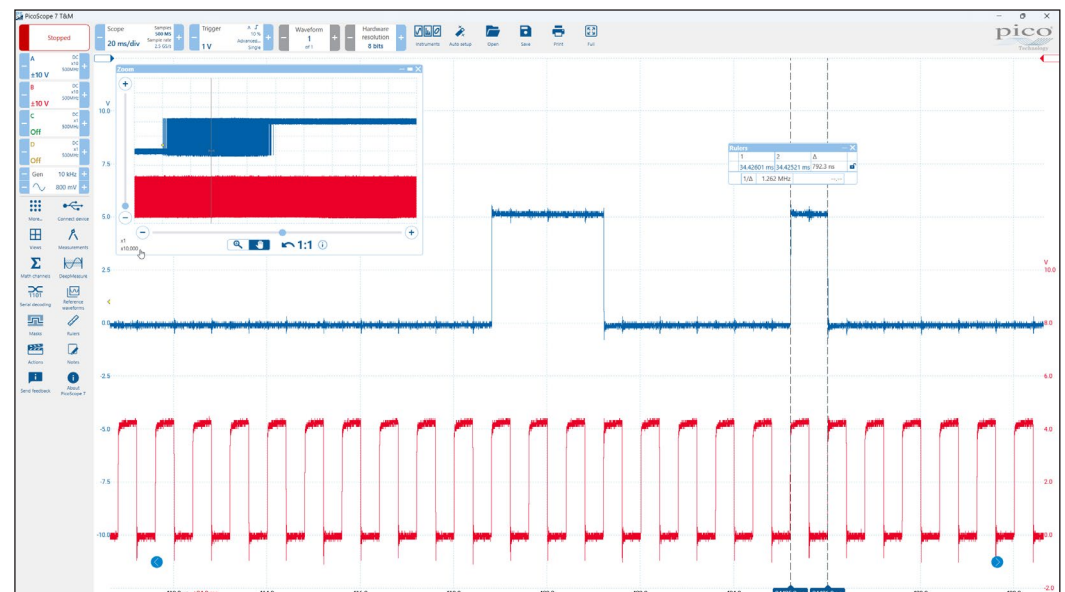 PicoScope 7 T&M
Stopped
Scope
20 ms/div
Samples
500 MS
Sample rate
2.5 GS/s
Trigger
1 V
10 %
Advanced...
Single
Waveform
1
of 1
Hardware
resolution
8 bits
Instruments
Auto setup
Open
Save
Print
Full
pico
Technology
A
DC
x10
500MHz
±10 V
B
DC
x10
500MHz
±10 V
C
DC
x1
500MHz
Off
D
DC
x1
500MHz
Off
Gen
10 kHz
800 mV
More...
Connect device
Views
Measurements
Math channels
DeepMeasure
1101
Serial decoding
Reference
waveforms
Masks
Rulers
Actions
Notes
Send feedback
About
PicoScope 7
Zoom
x1
x10.000
1:1
V
10.0
7.5
5.0
2.5
0.0
-2.5
-5.0
-7.5
-10.0
Rulers
1 2 Δ
34.42601 ms 34.42521 ms 792.3 ns
1/Δ 1.262 MHz --.--
V
10.0
8.0
6.0
4.0
2.0
0.0
-2.0